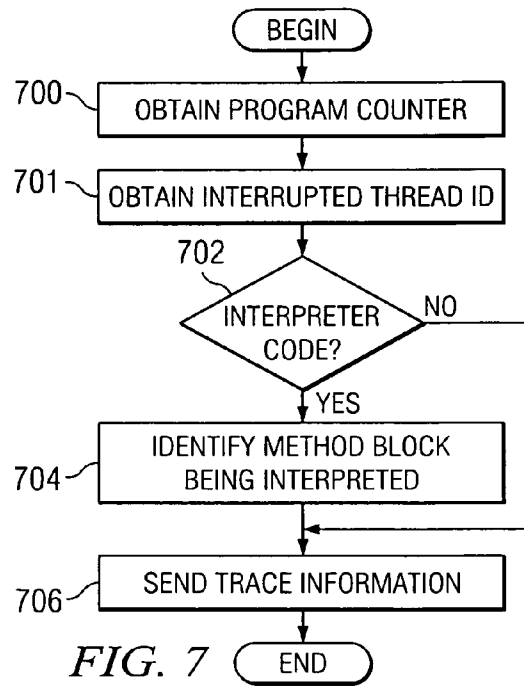 BEGIN
700
OBTAIN PROGRAM COUNTER
701
OBTAIN INTERRUPTED THREAD ID
702
INTERPRETER
CODE?
NO
YES
704
IDENTIFY METHOD BLOCK
BEING INTERPRETED
706
SEND TRACE INFORMATION
FIG. 7
END